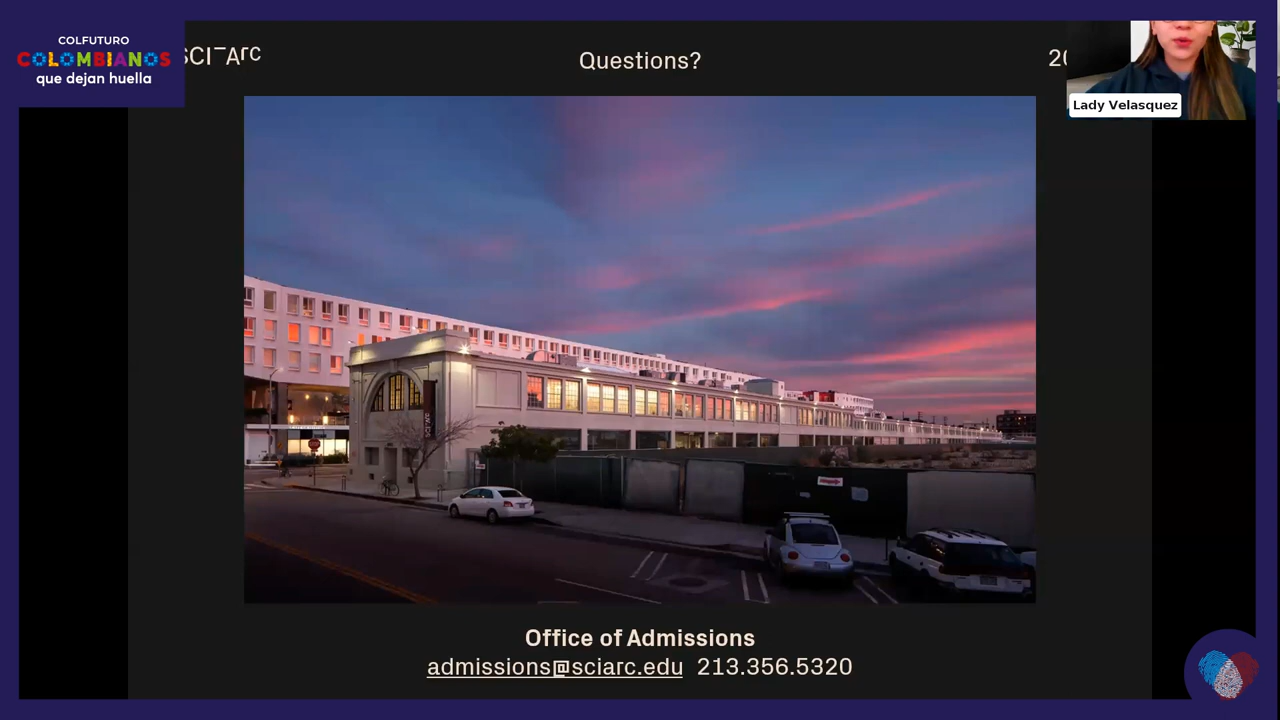 COLFUTURO
COLOMBIANOS
que dejan huella
SCI-Arc
Questions?
Lady Velasquez
Office of Admissions
admissions@sciarc.edu 213.356.5320